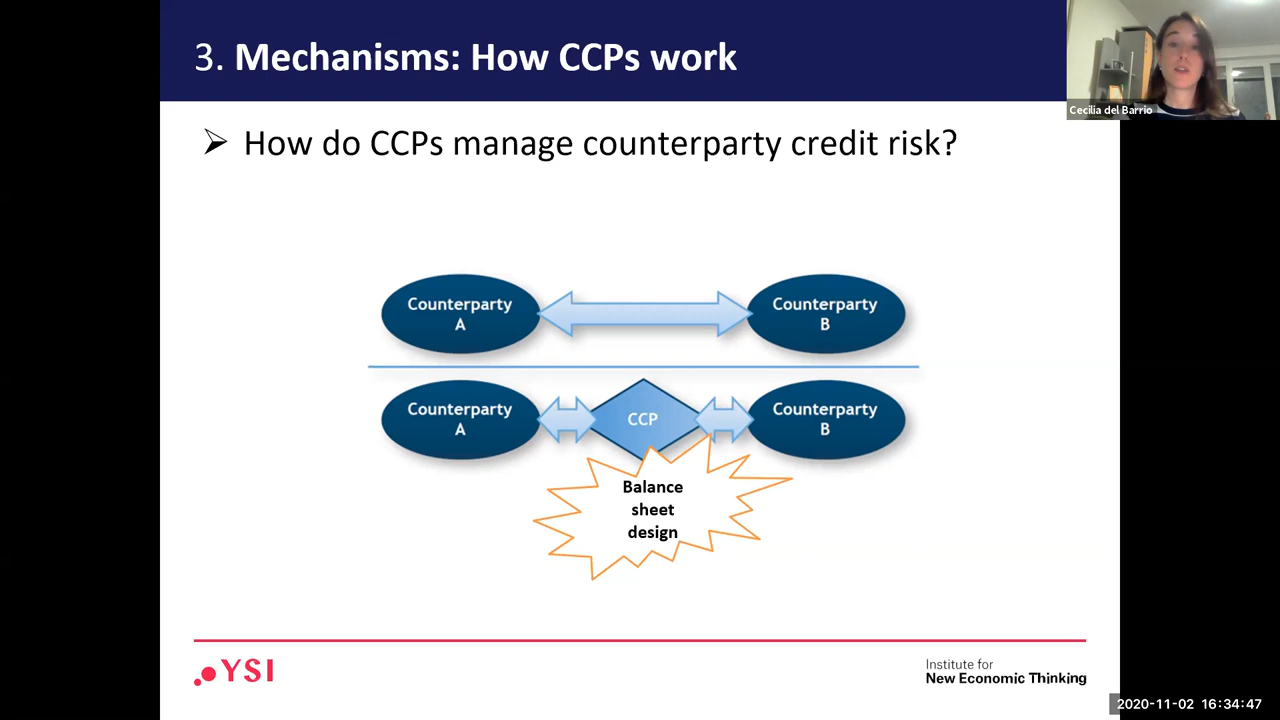 3. Mechanisms: How CCPs work
Cecilia del Barrio
How do CCPs manage counterparty credit risk?
Counterparty
A
Counterparty
B
Counterparty
A
CCP
Counterparty
B
Balance
sheet
design
YSI
Institute for
New Economic Thinking
2020-11-02 16:34:47